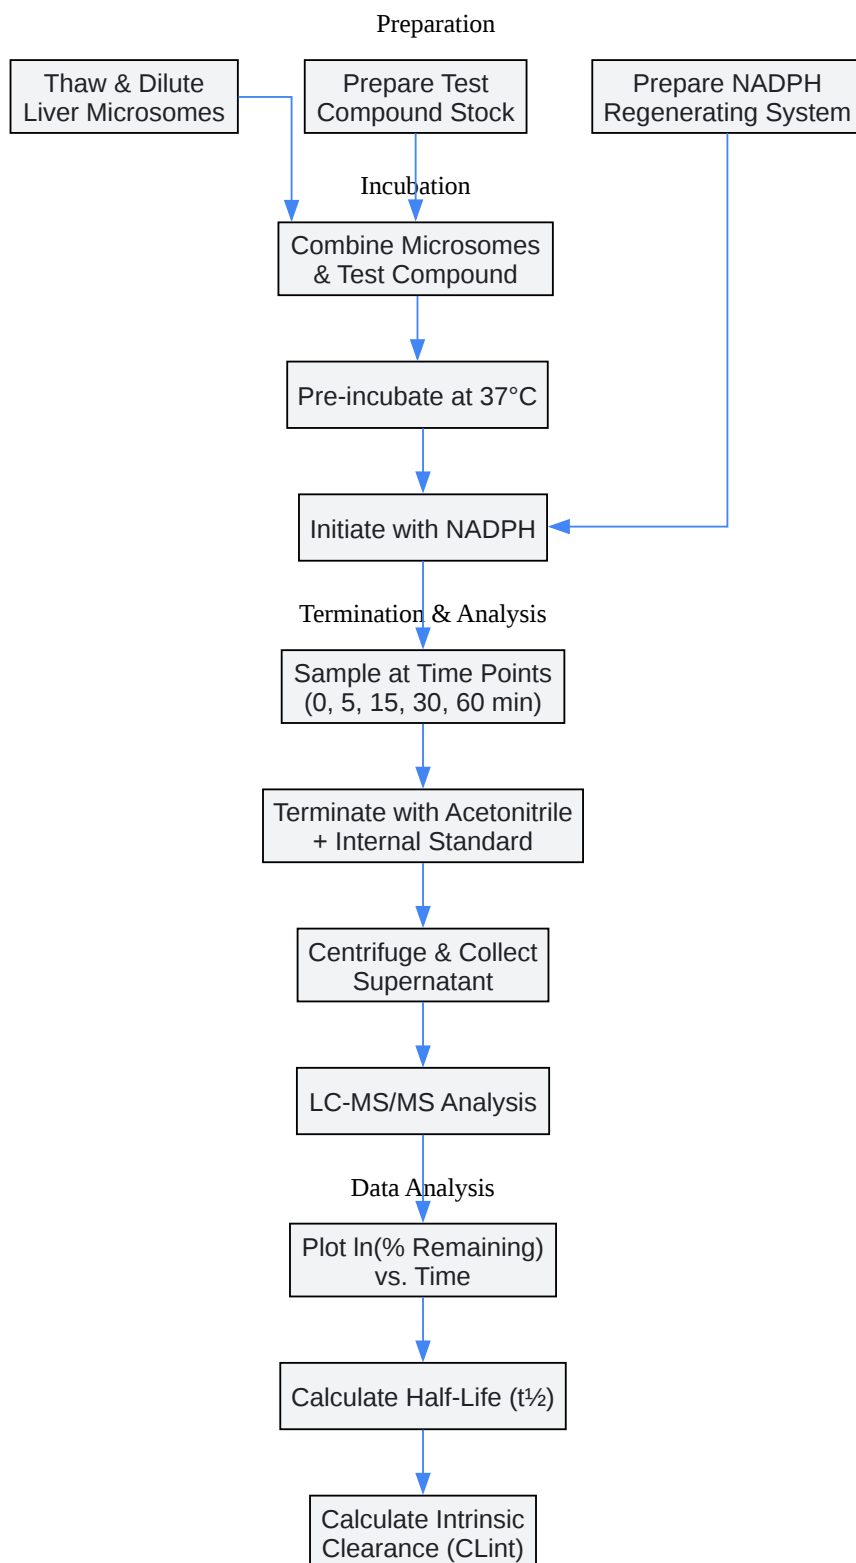 Preparation
Thaw & Dilute
Liver Microsomes
Prepare Test
Compound Stock
Prepare NADPH
Regenerating System
Incubation
Combine Microsomes
& Test Compound
Pre-incubate at 37°C
Initiate with NADPH
Termination & Analysis
Sample at Time Points
(0, 5, 15, 30, 60 min)
Terminate with Acetonitrile
+ Internal Standard
Centrifuge & Collect
Supernatant
LC-MS/MS Analysis
Data Analysis
Plot ln(% Remaining)
vs. Time
Calculate Half-Life (t½)
Calculate Intrinsic
Clearance (CLint)